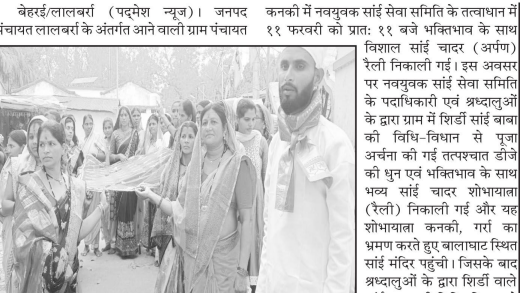 बेहरई/लालबर्रा (पद्मेश न्यूज)। जनपद
पंचायत लालबर्रा के अंतर्गत आने वाली ग्राम पंचायत
कनकी में नवयुवक सांई सेवा समिति के तत्वाधान में
११ फरवरी को प्रात: ११ बजे भक्तिभाव के साथ
विशाल सांई चादर (अर्पण)
रैली निकाली गई। इस अवसर
पर नवयुवक सांई सेवा समिति
के पदाधिकारी एवं श्रध्दालुओं
के द्वारा ग्राम में शिर्डी सांई बाबा
की विधि-विधान से पूजा
अर्चना की गई तत्पश्चात डीजे
की धुन एवं भक्तिभाव के साथ
भव्य सांई चादर शोभायात्रा
(रैली) निकाली गई और यह
शोभायात्रा कनकी, गर्रा का
भ्रमण करते हुए बालाघाट स्थित
सांई मंदिर पहुंची। जिसके बाद
श्रध्दालुओं के द्वारा शिर्डी वाले